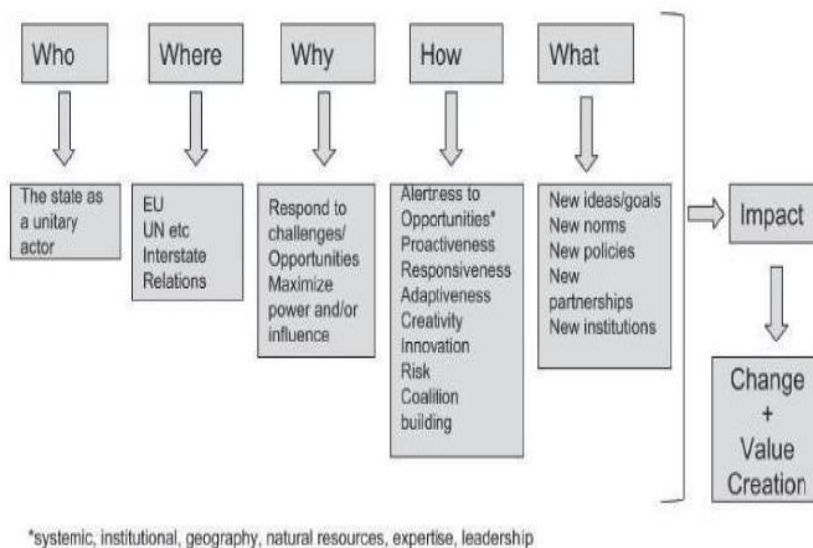 Who
Where
Why
How
What
The state as
a unitary
actor
EU
UN etc
Interstate
Relations
Respond to
challenges/
Opportunities
Maximize
power and/or
influence
Alertness to
Opportunities*
Proactiveness
Responsiveness
Adaptiveness
Creativity
Innovation
Risk
Coalition
building
New ideas/goals
New norms
New policies
New
partnerships
New institutions
Impact
Change
+
Value
Creation
*systemic, institutional, geography, natural resources, expertise, leadership